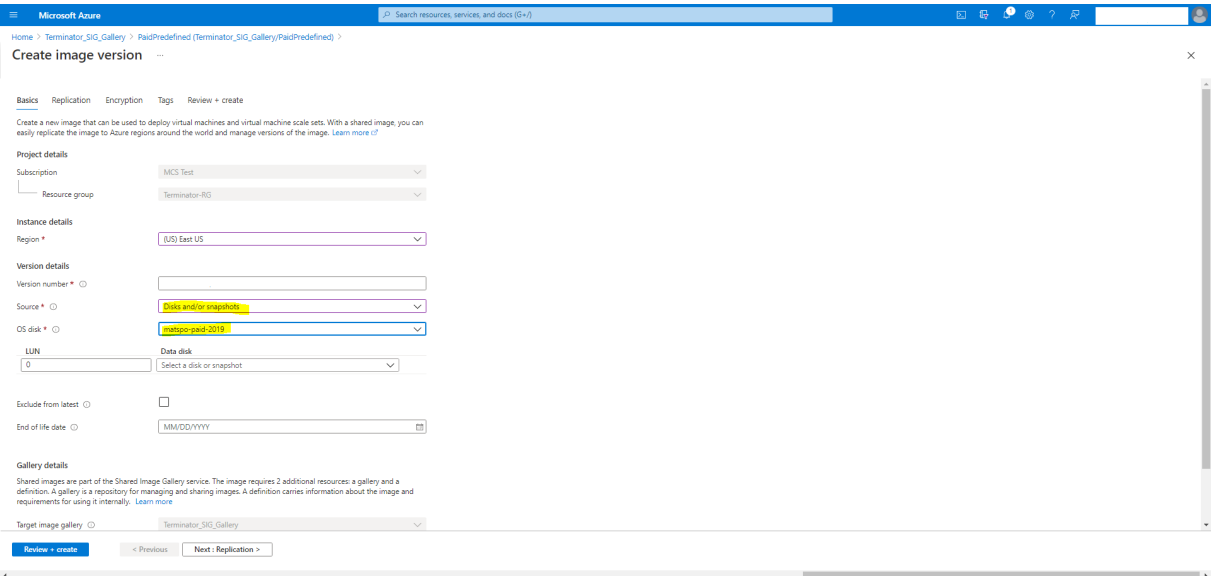 Microsoft Azure
Search resources, services, and docs (G+/)
Home > Terminator_SIG_Gallery > PaidPredefined (Terminator_SIG_Gallery/PaidPredefined) >
Create image version ...
Basics Replication Encryption Tags Review + create
Create a new image that can be used to deploy virtual machines and virtual machine scale sets. With a shared image, you can
easily replicate the image to Azure regions around the world and manage versions of the image. Learn more
Project details
Subscription MCS Test
Resource group Terminator-RG
Instance details
Region * (US) East US
Version details
Version number *
Source * Disks and/or snapshots
OS disk * matspo-paid-2019
LUN Data disk
0 Select a disk or snapshot
Exclude from latest
End of life date MM/DD/YYYY
Gallery details
Shared images are part of the Shared Image Gallery service. The image requires 2 additional resources: a gallery and a
definition. A gallery is a repository for managing and sharing images. A definition carries information about the image and
requirements for using it internally. Learn more
Target image gallery Terminator_SIG_Gallery
Review + create < Previous Next : Replication >